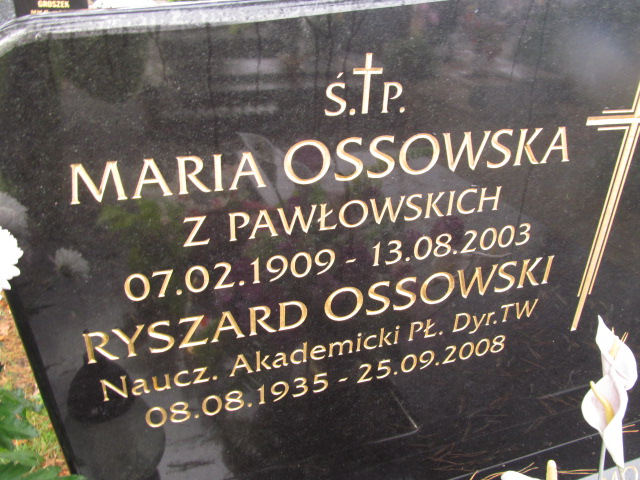 GROSZEK
Ś.†P.
MARIA OSSOWSKA
Z PAWŁOWSKICH
07.02.1909 - 13.08.2003
RYSZARD OSSOWSKI
Naucz. Akademicki PŁ. Dyr.TW
08.08.1935 - 25.09.2008